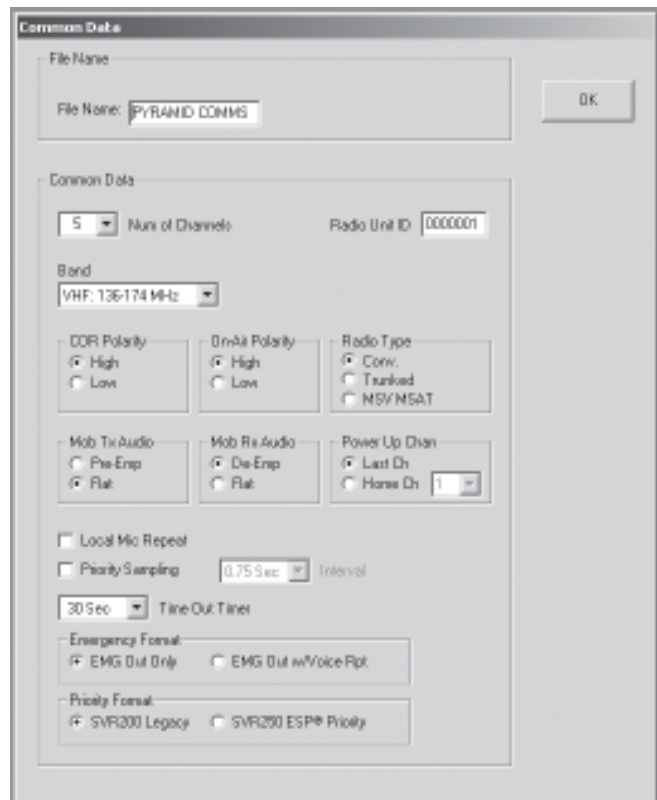 Common Data
File Name
OK
File Name: PYRAMID COMMS
Common Data
5 Num of Channels Radio Unit ID 0000001
Band
VHF: 136-174 MHz
COR Polarity On-Air Polarity Radio Type
High High Conv.
Low Low Trunked
MSV MSAT
Mob Tx Audio Mob Rx Audio Power Up Chan
Pre-Emp De-Emp Last Ch
Flat Flat Home Ch 1
Local Mic Repeat
Priority Sampling 0.75 Sec Interval
30 Sec Time Out Timer
Emergency Format
EMG Out Only EMG Out w/Voice Rpt
Priority Format
SVR200 Legacy SVR250 ESP® Priority